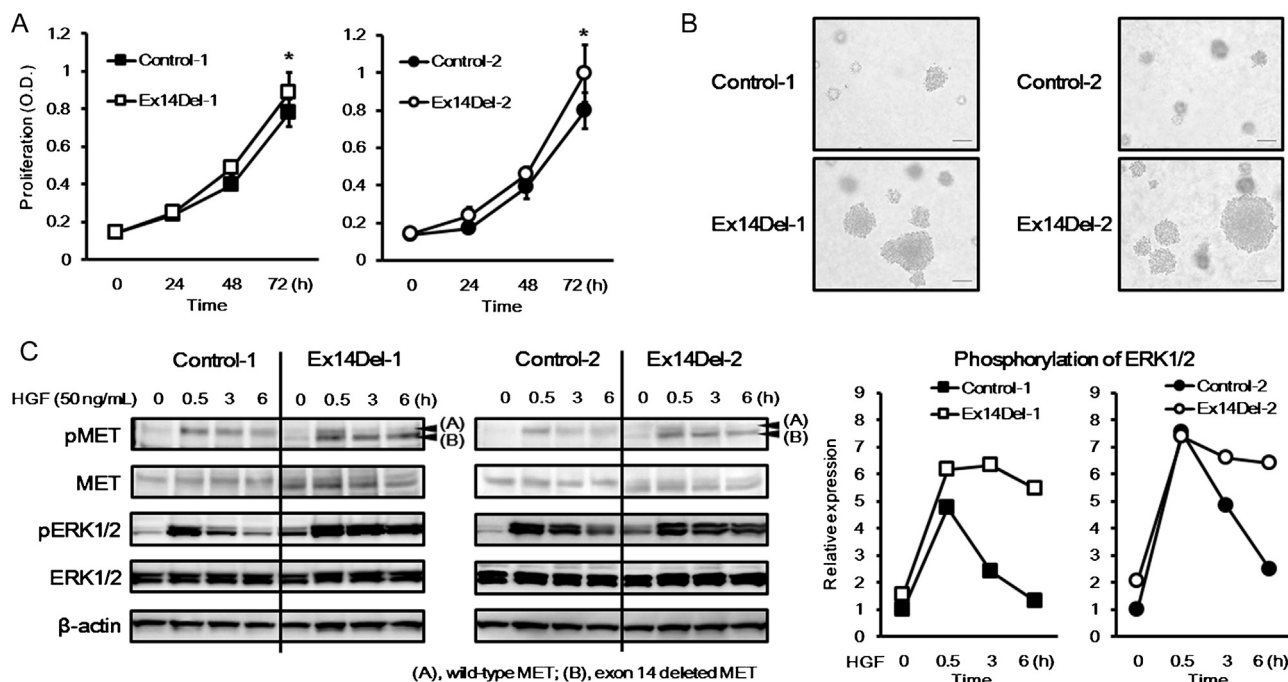 A
1.2
1
0.8
0.6
0.4
0.2
0
Proliferation (O.D.)
Control-1
Ex14Del-1
*
0 24 48 72 (h)
Time
1.2
1
0.8
0.6
0.4
0.2
0
Control-2
Ex14Del-2
*
0 24 48 72 (h)
Time
B
Control-1
Control-2
Ex14Del-1
Ex14Del-2
C
Control-1 Ex14Del-1
HGF (50 ng/mL) 0 0.5 3 6 0 0.5 3 6 (h)
Control-2 Ex14Del-2
0 0.5 3 6 0 0.5 3 6 (h)
pMET
(A)
(B)
(A)
(B)
MET
pERK1/2
ERK1/2
β-actin
(A), wild-type MET; (B), exon 14 deleted MET
Phosphorylation of ERK1/2
Control-1
Ex14Del-1
Relative expression
9
8
7
6
5
4
3
2
1
0
HGF 0 0.5 3 6 (h)
Time
Control-2
Ex14Del-2
9
8
7
6
5
4
3
2
1
0
0 0.5 3 6 (h)
Time